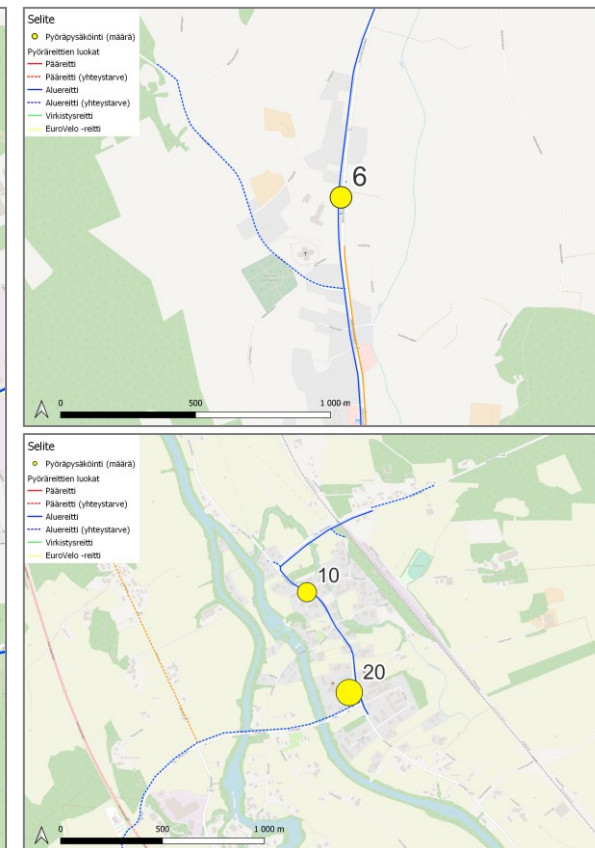 Selite
Pyöräpysäköinti (määrä)
Pyöräreittien luokat
Pääreitti
Pääreitti (yhteystarve)
Aluereitti
Aluereitti (yhteystarve)
Virkistysreitti
EuroVelo -reitti
6
0 500 1 000 m
Selite
Pyöräpysäköinti (määrä)
Pyöräreittien luokat
Pääreitti
Pääreitti (yhteystarve)
Aluereitti
Aluereitti (yhteystarve)
Virkistysreitti
EuroVelo -reitti
10
20
0 500 1 000 m